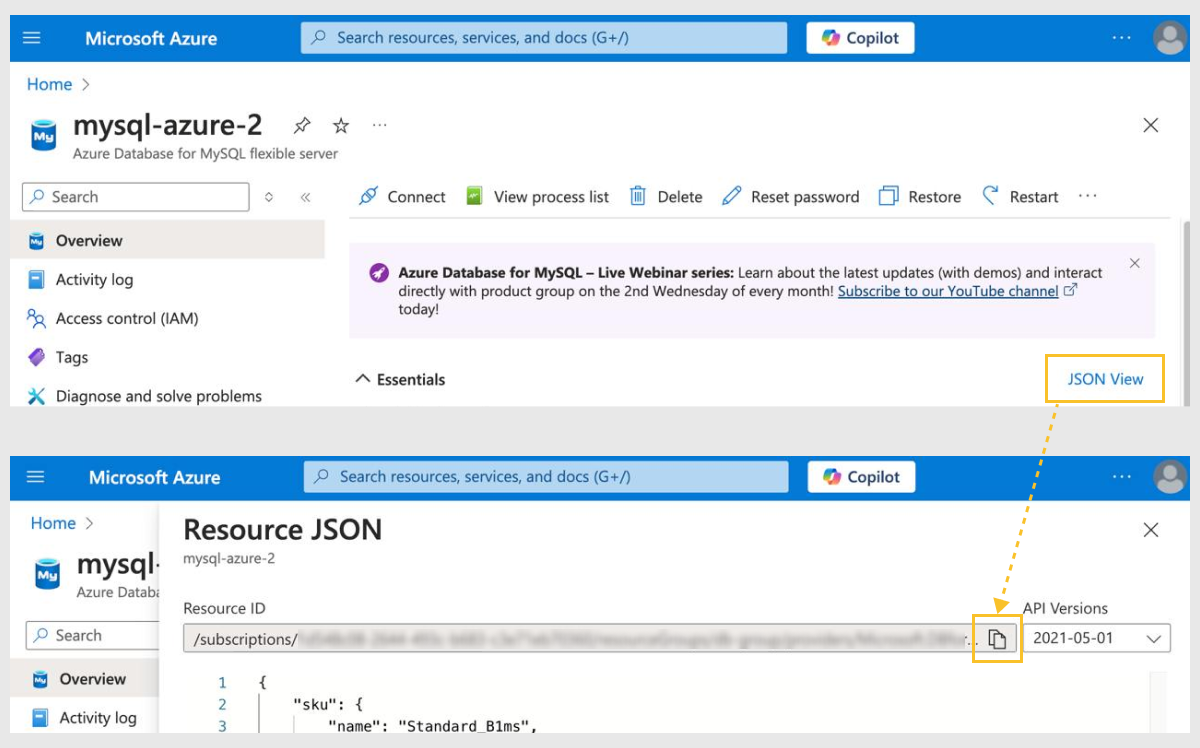 Microsoft Azure
Search resources, services, and docs (G+/)
Copilot
Home
My
mysql-azure-2
Azure Database for MySQL flexible server
Search
Connect
View process list
Delete
Reset password
Restore
Restart
Overview
Activity log
Access control (IAM)
Tags
Diagnose and solve problems
Azure Database for MySQL – Live Webinar series: Learn about the latest updates (with demos) and interact
directly with product group on the 2nd Wednesday of every month! Subscribe to our YouTube channel
today!
Essentials
JSON View
Microsoft Azure
Search resources, services, and docs (G+/)
Copilot
Home
My
mysql-
Azure Databa
Search
Overview
Activity log
Resource JSON
mysql-azure-2
Resource ID
/subscriptions/
API Versions
2021-05-01
1 {
2 "sku": {
3 "name": "Standard_B1ms",